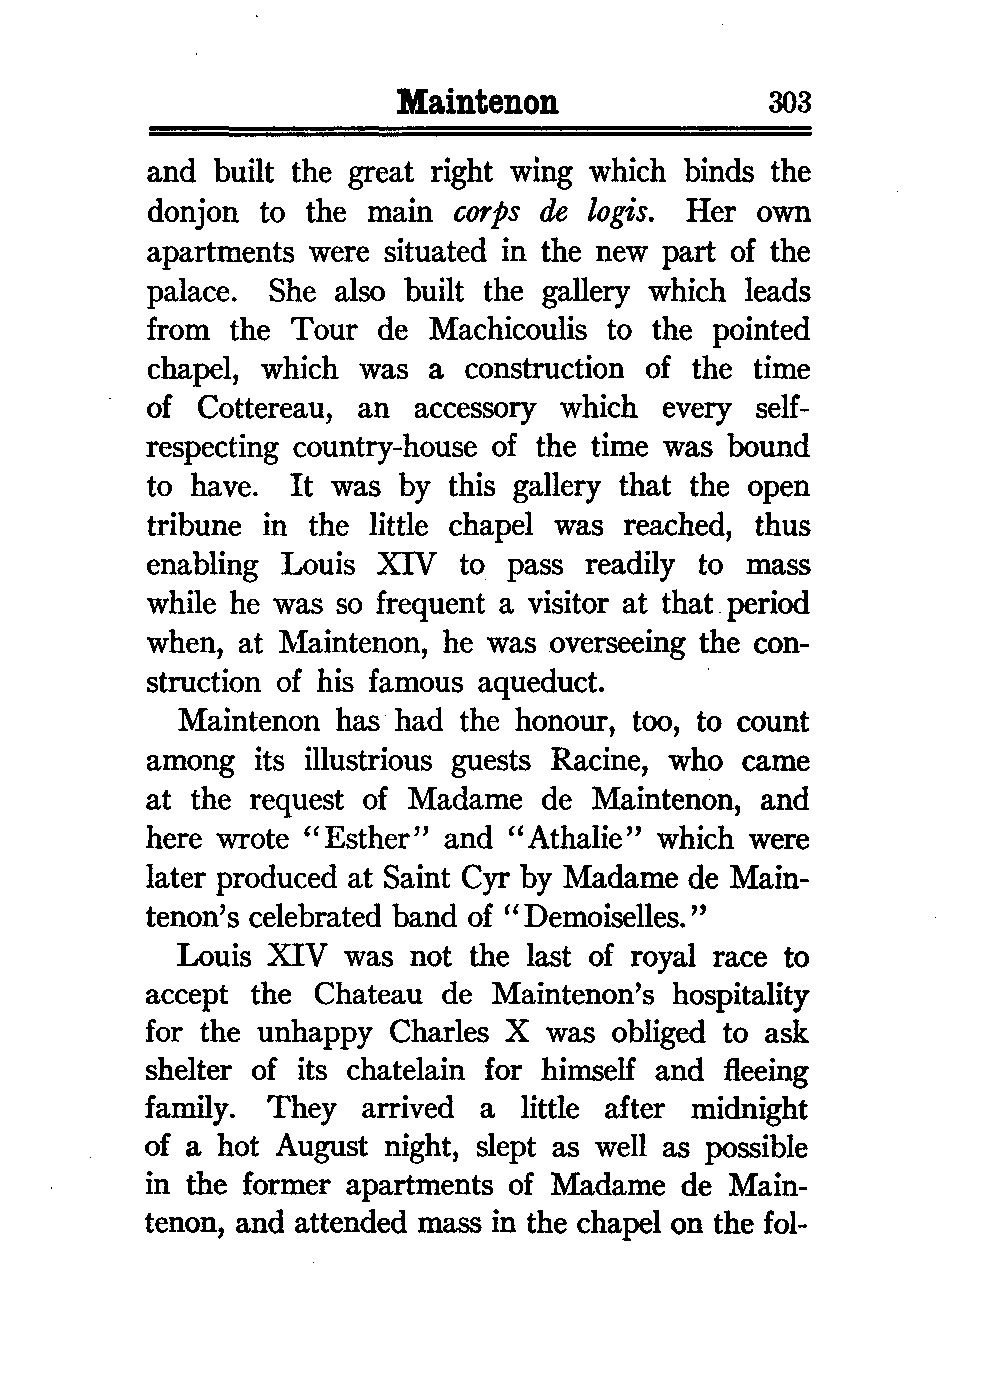 Maintenon 303
and built the great right wing which binds the
donjon to the main corps de logis. Her own
apartments were situated in the new part of the
palace. She also built the gallery which leads
from the Tour de Machicoulis to the pointed
chapel, which was a construction of the time
of Cottereau, an accessory which every self-
respecting country-house of the time was bound
to have. It was by this gallery that the open
tribune in the little chapel was reached, thus
enabling Louis XIV to pass readily to mass
while he was so frequent a visitor at that period
when, at Maintenon, he was overseeing the con-
struction of his famous aqueduct.
Maintenon has had the honour, too, to count
among its illustrious guests Racine, who came
at the request of Madame de Maintenon, and
here wrote "Esther" and "Athalie" which were
later produced at Saint Cyr by Madame de Main-
tenon's celebrated band of "Demoiselles."
Louis XIV was not the last of royal race to
accept the Chateau de Maintenon's hospitality
for the unhappy Charles X was obliged to ask
shelter of its chatelain for himself and fleeing
family. They arrived a little after midnight
of a hot August night, slept as well as possible
in the former apartments of Madame de Main-
tenon, and attended mass in the chapel on the fol-